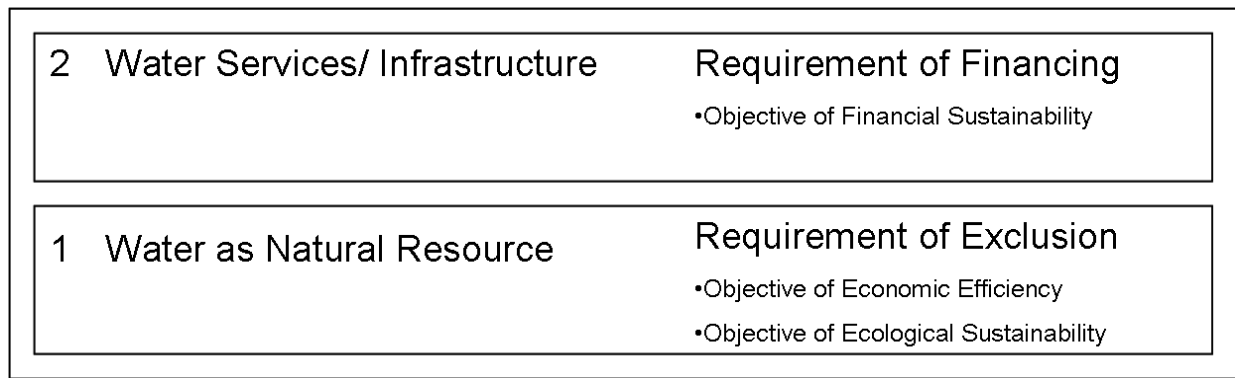 2 Water Services/ Infrastructure Requirement of Financing
•Objective of Financial Sustainability
1 Water as Natural Resource Requirement of Exclusion
•Objective of Economic Efficiency
•Objective of Ecological Sustainability